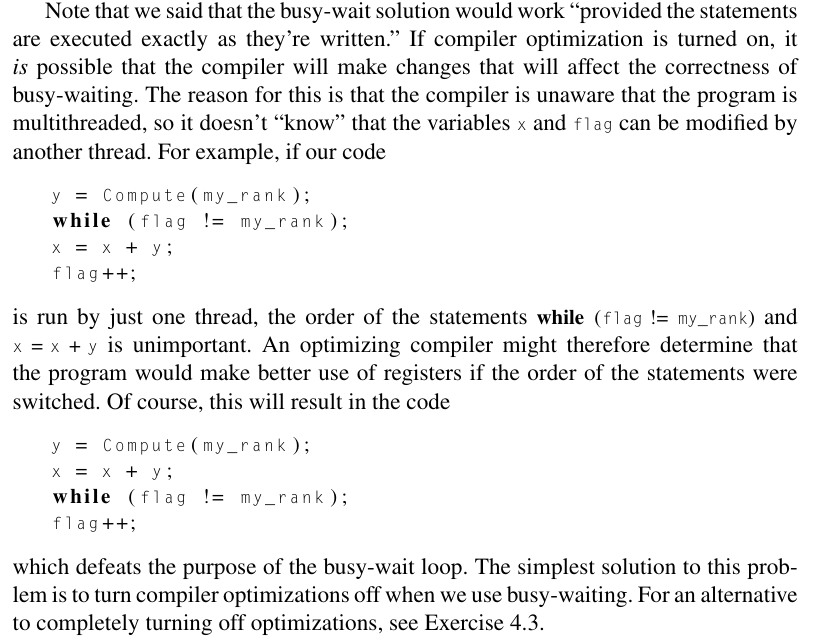 Note that we said that the busy-wait solution would work “provided the statements
are executed exactly as they’re written.” If compiler optimization is turned on, it
is possible that the compiler will make changes that will affect the correctness of
busy-waiting. The reason for this is that the compiler is unaware that the program is
multithreaded, so it doesn’t “know” that the variables x and flag can be modified by
another thread. For example, if our code
y = Compute(my_rank);
while (flag != my_rank);
x = x + y;
flag++;
is run by just one thread, the order of the statements while (flag != my_rank) and
x = x + y is unimportant. An optimizing compiler might therefore determine that
the program would make better use of registers if the order of the statements were
switched. Of course, this will result in the code
y = Compute(my_rank);
x = x + y;
while (flag != my_rank);
flag++;
which defeats the purpose of the busy-wait loop. The simplest solution to this prob-
lem is to turn compiler optimizations off when we use busy-waiting. For an alternative
to completely turning off optimizations, see Exercise 4.3.